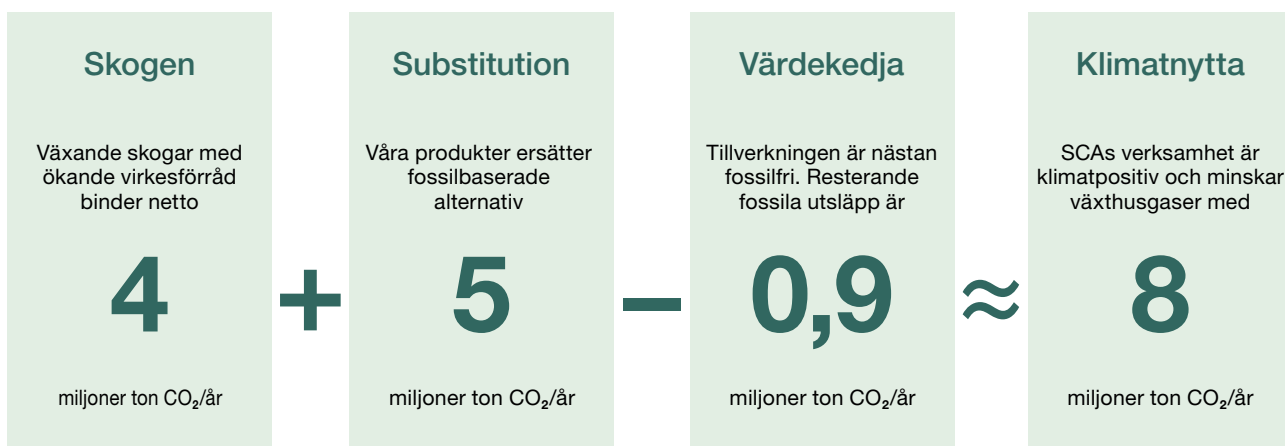 Skogen
Växande skogar med
ökande virkesförråd
binder netto
4
miljoner ton CO₂/år
+
Substitution
Våra produkter ersätter
fossilbaserade
alternativ
5
miljoner ton CO₂/år
–
Värdekedja
Tillverkningen är nästan
fossilfri. Resterande
fossila utsläpp är
0,9
miljoner ton CO₂/år
≈
Klimatnytta
SCAs verksamhet är
klimatpositiv och minskar
växthusgaser med
8
miljoner ton CO₂/år